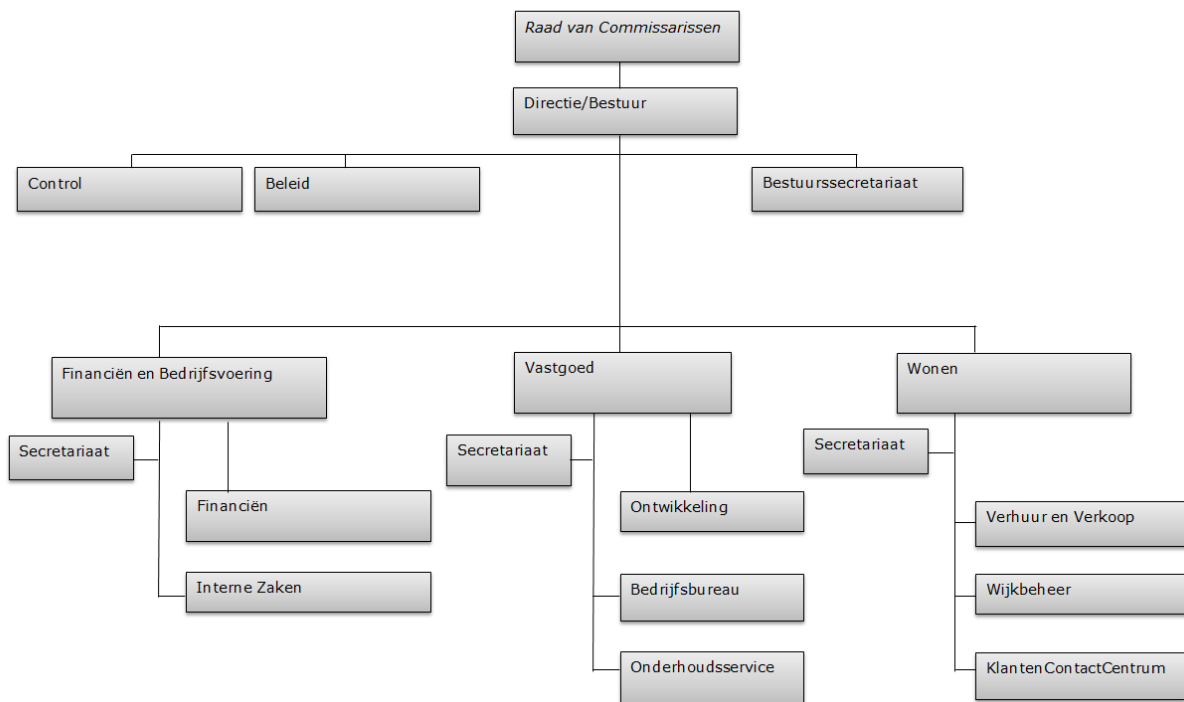 Raad van Commissarissen
Directie/Bestuur
Control
Beleid
Bestuurssecretariaat
Financiën en Bedrijfsvoering
Vastgoed
Wonen
Secretariaat
Secretariaat
Secretariaat
Financiën
Ontwikkeling
Verhuur en Verkoop
Interne Zaken
Bedrijfsbureau
Wijkbeheer
Onderhoudsservice
KlantenContactCentrum